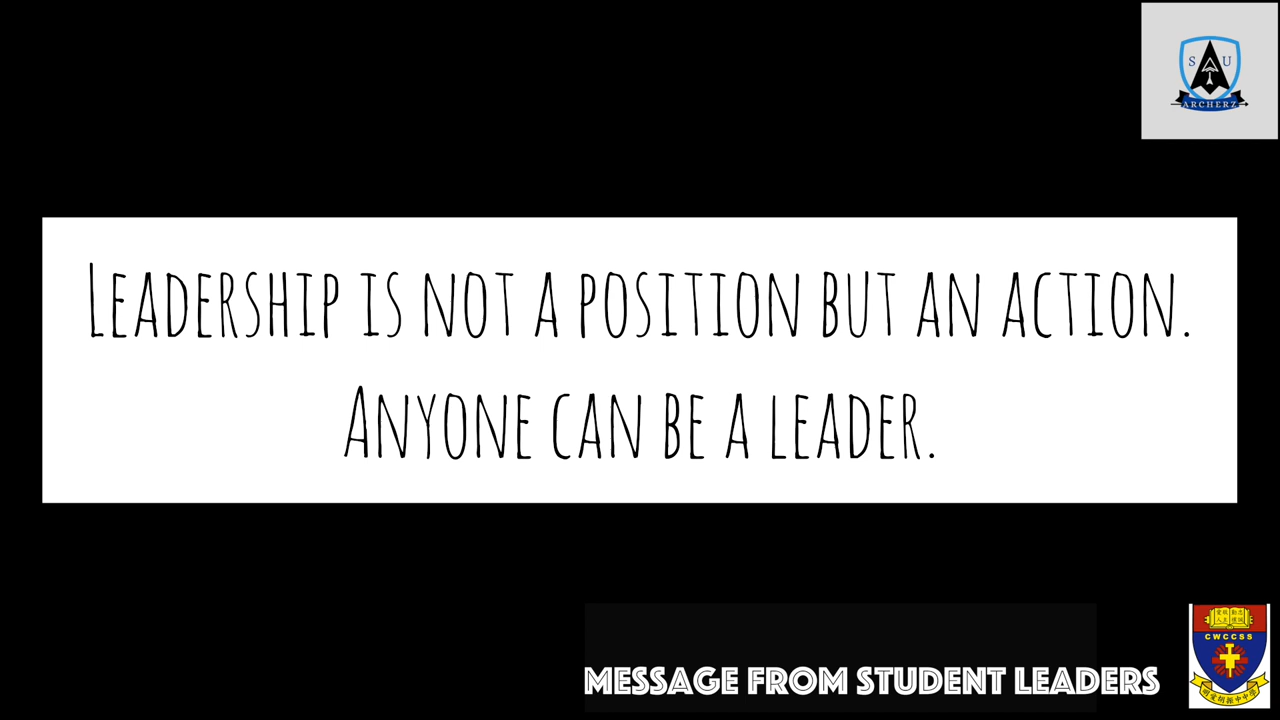 S U
ARCHERZ
LEADERSHIP IS NOT A POSITION BUT AN ACTION.
ANYONE CAN BE A LEADER.
MESSAGE FROM STUDENT LEADERS
CWCCSS